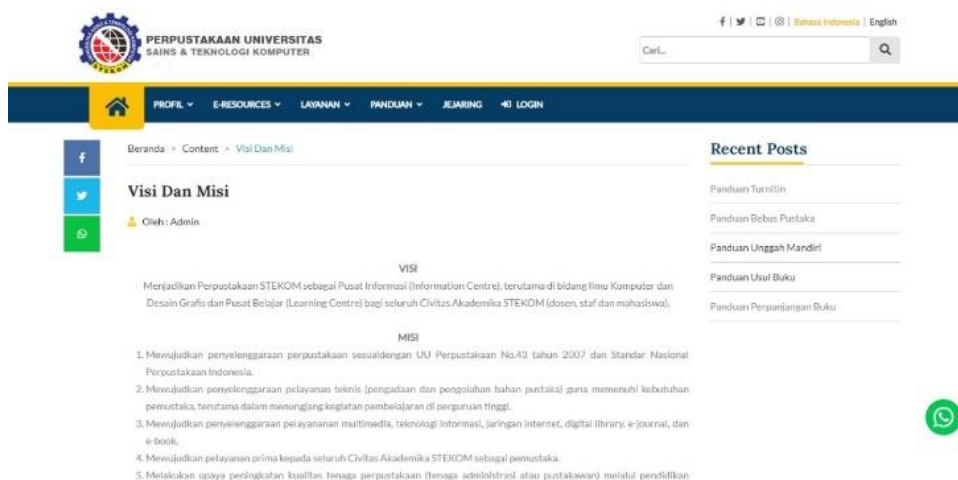 STEKOM
PERPUSTAKAAN UNIVERSITAS
SAINS & TEKNOLOGI KOMPUTER
| | | | Bahasa Indonesia | English
Cari...
PROFIL E-RESOURCES LAYANAN PANDUAN JEJARING LOGIN
Beranda > Content > Visi Dan Misi
Visi Dan Misi
Oleh : Admin
VISI
Menjadikan Perpustakaan STEKOM sebagai Pusat Informasi (Information Centre), terutama di bidang Ilmu Komputer dan
Desain Grafis dan Pusat Belajar (Learning Centre) bagi seluruh Civitas Akademika STEKOM (dosen, staf dan mahasiswa).
MISI
1. Mewujudkan penyelenggaraan perpustakaan sesuaidengan UU Perpustakaan No.43 tahun 2007 dan Standar Nasional
Perpustakaan Indonesia.
2. Mewujudkan penyelenggaraan pelayanan teknis (pengadaan dan pengolahan bahan pustaka) guna memenuhi kebutuhan
pemustaka, terutama dalam menungjang kegiatan pembelajaran di perguruan tinggi.
3. Mewujudkan penyelenggaraan pelayananan multimedia, teknologi informasi, jaringan internet, digital library, e-journal, dan
e-book.
4. Mewujudkan pelayanan prima kepada seluruh Civitas Akademika STEKOM sebagai pemustaka.
5. Melakukan upaya peningkatan kualitas tenaga perpustakaan (tenaga administrasi atau pustakawan) melalui pendidikan
Recent Posts
Panduan Turnitin
Panduan Bebas Pustaka
Panduan Unggah Mandiri
Panduan Usul Buku
Panduan Perpanjangan Buku